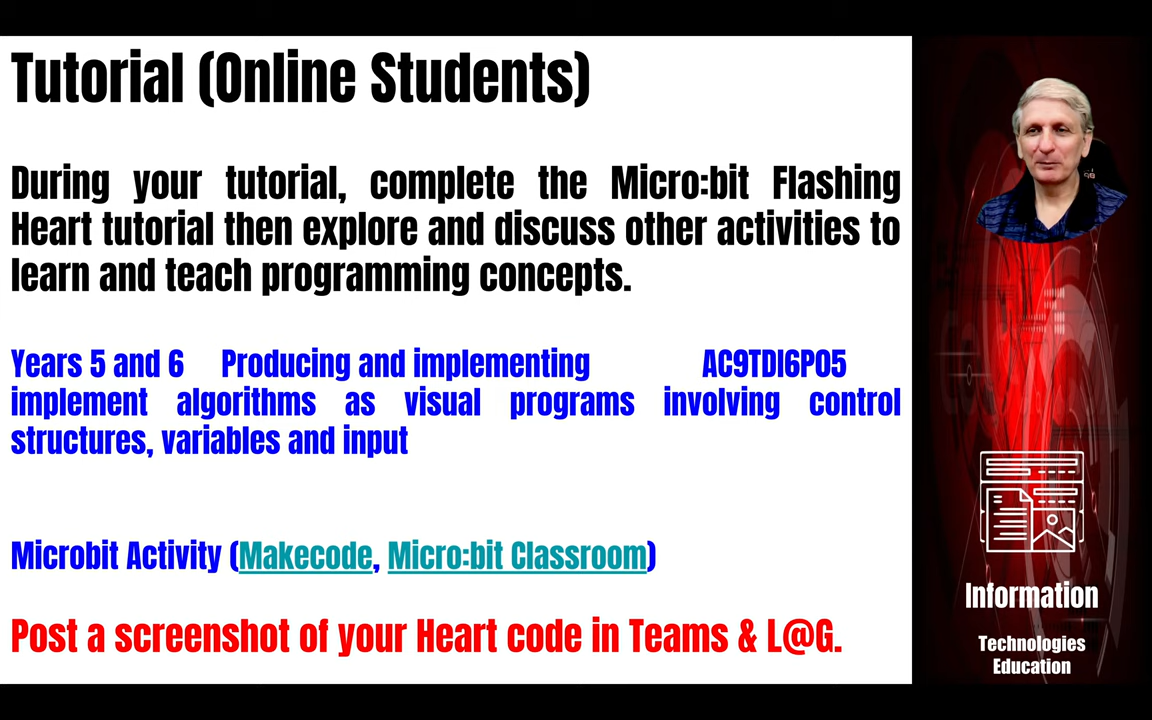 Tutorial (Online Students)
During your tutorial, complete the Micro:bit Flashing
Heart tutorial then explore and discuss other activities to
learn and teach programming concepts.
Years 5 and 6 Producing and implementing AC9TDI6P05
implement algorithms as visual programs involving control
structures, variables and input
Microbit Activity (Makecode, Micro:bit Classroom)
Post a screenshot of your Heart code in Teams & L@G.
Information
Technologies
Education